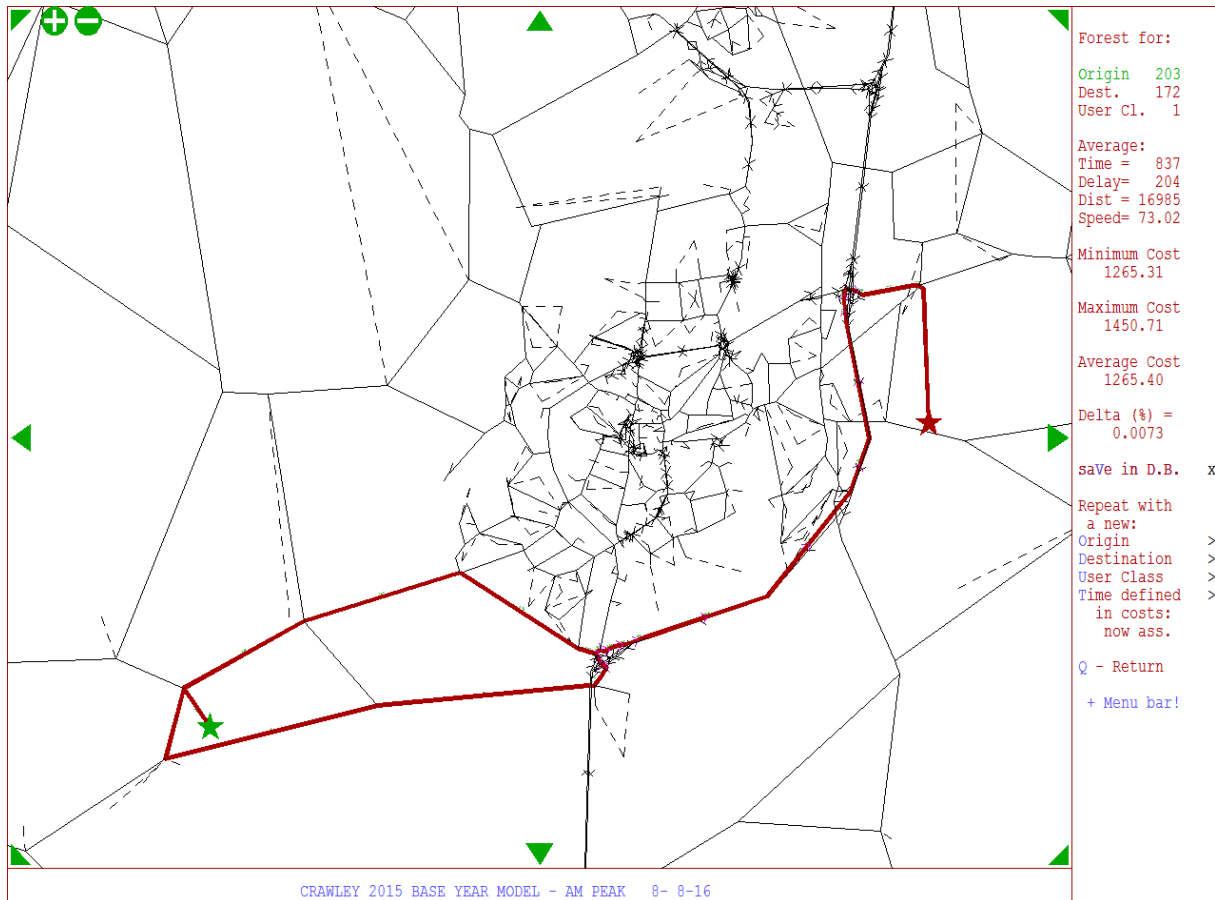 Forest for:
Origin 203
Dest. 172
User Cl. 1
Average:
Time = 837
Delay= 204
Dist = 16985
Speed= 73.02
Minimum Cost
1265.31
Maximum Cost
1450.71
Average Cost
1265.40
Delta (%) =
0.0073
saVe in D.B. x
Repeat with
a new:
Origin >
Destination >
User Class >
Time defined >
in costs:
now ass.
Q - Return
+ Menu bar!
CRAWLEY 2015 BASE YEAR MODEL - AM PEAK 8- 8-16